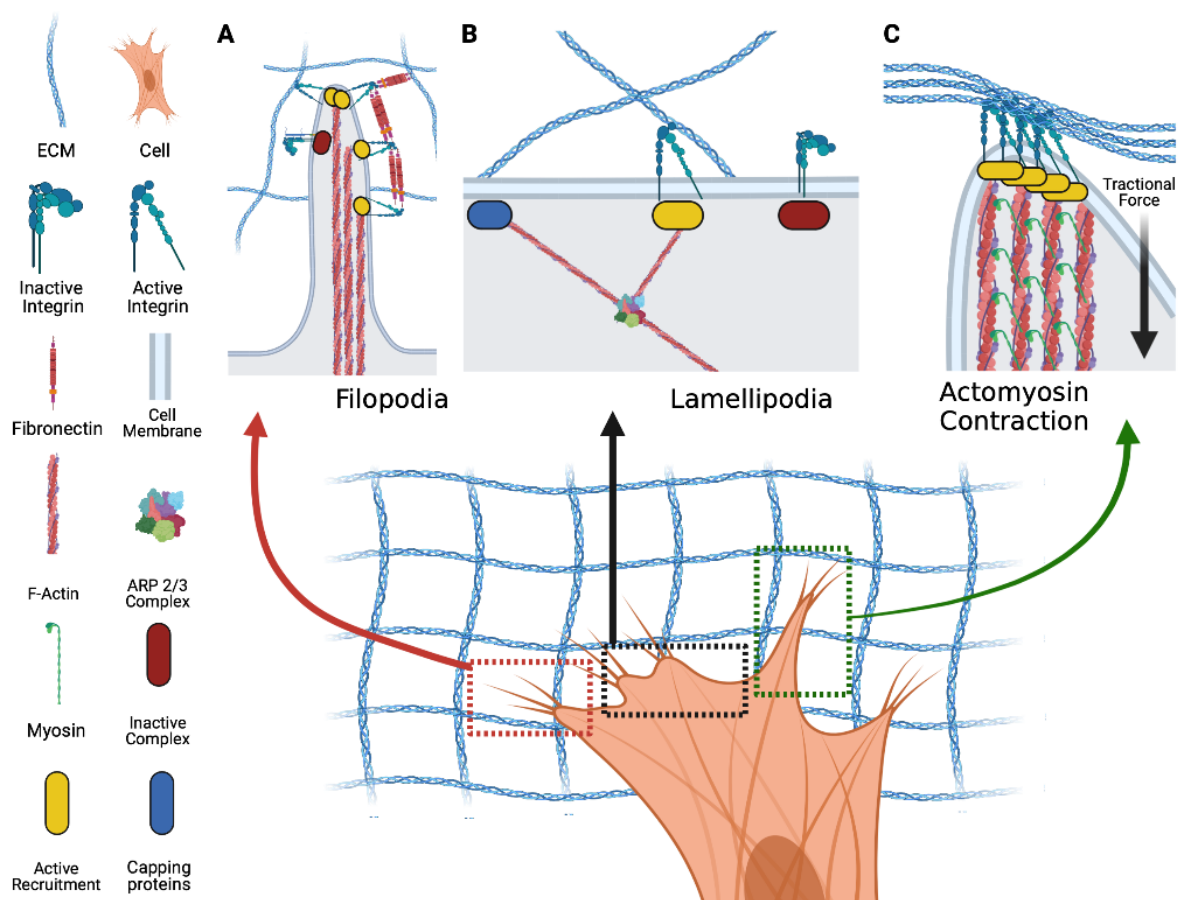 A
B
C
ECM
Cell
Inactive
Integrin
Active
Integrin
Fibronectin
Cell
Membrane
F-Actin
ARP 2/3
Complex
Myosin
Inactive
Complex
Active
Recruitment
Capping
proteins
Tractional
Force
Filopodia
Lamellipodia
Actomyosin
Contraction